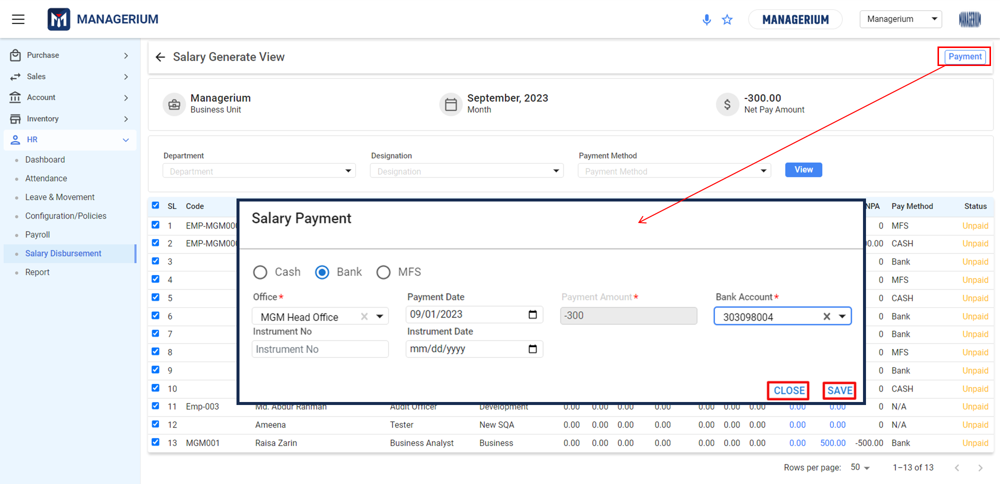 MANAGERIUM
MANAGERIUM
Managerium
MANAGERIUM
Purchase
Sales
Account
Inventory
HR
Dashboard
Attendance
Leave & Movement
Configuration/Policies
Payroll
Salary Disbursement
Report
Salary Generate View
Payment
Managerium
Business Unit
September, 2023
Month
$
-300.00
Net Pay Amount
Department
Department
Designation
Designation
Payment Method
Payment Method
View
SL Code NPA Pay Method Status
1 EMP-MGM000 0 MFS Unpaid
2 EMP-MGM000 00.00 CASH Unpaid
3 0 Bank Unpaid
4 0 MFS Unpaid
5 0 CASH Unpaid
6 0 Bank Unpaid
7 0 Bank Unpaid
8 0 MFS Unpaid
9 0 Bank Unpaid
10 0 CASH Unpaid
11 Emp-003 Md. Abdur Rahman Audit Officer Development 0.00 0.00 0.00 0.00 0.00 0.00 0.00 0.00 0.00 0 N/A Unpaid
12 Ameena Tester New SQA 0.00 0.00 0.00 0.00 0.00 0.00 0.00 0.00 0.00 0 N/A Unpaid
13 MGM001 Raisa Zarin Business Analyst Business 0.00 0.00 0.00 0.00 0.00 0.00 0.00 0.00 500.00 -500.00 Bank Unpaid
Salary Payment
Cash Bank MFS
Office* Payment Date Payment Amount* Bank Account*
MGM Head Office 09/01/2023 -300 303098004
Instrument No Instrument Date
Instrument No mm/dd/yyyy
CLOSE SAVE
Rows per page: 50 1–13 of 13